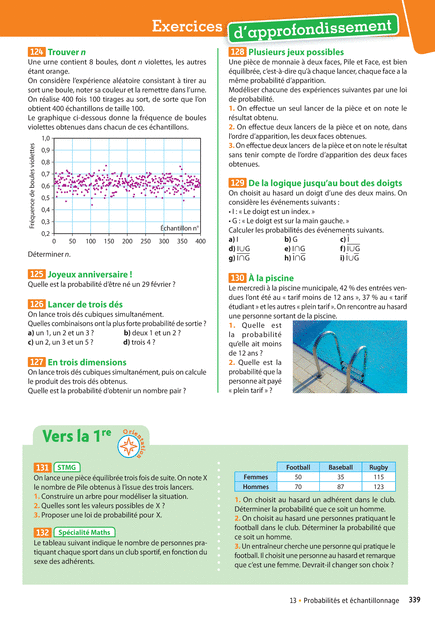 Exercices d'approfondissement
124 Trouver n
Une urne contient 8 boules, dont n violettes, les autres
étant orange.
On considère l'expérience aléatoire consistant à tirer au
sort une boule, noter sa couleur et la remettre dans l'urne.
On réalise 400 fois 100 tirages au sort, de sorte que l'on
obtient 400 échantillons de taille 100.
Le graphique ci-dessous donne la fréquence de boules
violettes obtenues dans chacun de ces échantillons.
Fréquence de boules violettes
1,0
0,9
0,8
0,7
0,6
0,5
0,4
0,3
0,2
Échantillon n°
0 50 100 150 200 250 300 350 400
Déterminer n.
125 Joyeux anniversaire !
Quelle est la probabilité d'être né un 29 février ?
126 Lancer de trois dés
On lance trois dés cubiques simultanément.
Quelles combinaisons ont la plus forte probabilité de sortie ?
a) un 1, un 2 et un 3 ? b) deux 1 et un 2 ?
c) un 2, un 3 et un 5 ? d) trois 4 ?
127 En trois dimensions
On lance trois dés cubiques simultanément, puis on calcule
le produit des trois dés obtenus.
Quelle est la probabilité d'obtenir un nombre pair ?
128 Plusieurs jeux possibles
Une pièce de monnaie à deux faces, Pile et Face, est bien
équilibrée, c'est-à-dire qu'à chaque lancer, chaque face a la
même probabilité d'apparition.
Modéliser chacune des expériences suivantes par une loi
de probabilité.
1. On effectue un seul lancer de la pièce et on note le
résultat obtenu.
2. On effectue deux lancers de la pièce et on note, dans
l'ordre d'apparition, les deux faces obtenues.
3. On effectue deux lancers de la pièce et on note le résultat
sans tenir compte de l'ordre d'apparition des deux faces
obtenues.
129 De la logique jusqu'au bout des doigts
On choisit au hasard un doigt d'une des deux mains. On
considère les événements suivants :
• I : « Le doigt est un index. »
• G : « Le doigt est sur la main gauche. »
Calculer les probabilités des événements suivants.
a) I b) G c) I̅
d) I∪G e) I∩G f) I∪G
g) I∩G h) I∩G i) I∪G
130 À la piscine
Le mercredi à la piscine municipale, 42 % des entrées ven-
dues l'ont été au « tarif moins de 12 ans », 37 % au « tarif
étudiant » et les autres « plein tarif ». On rencontre au hasard
une personne sortant de la piscine.
1. Quelle est
la probabilité
qu'elle ait moins
de 12 ans ?
2. Quelle est la
probabilité que la
personne ait payé
« plein tarif » ?
Vers la 1re
Orientation
131 STMG
On lance une pièce équilibrée trois fois de suite. On note X
le nombre de Pile obtenus à l'issue des trois lancers.
1. Construire un arbre pour modéliser la situation.
2. Quelles sont les valeurs possibles de X ?
3. Proposer une loi de probabilité pour X.
132 Spécialité Maths
Le tableau suivant indique le nombre de personnes pra-
tiquant chaque sport dans un club sportif, en fonction du
sexe des adhérents.
Football Baseball Rugby
Femmes 50 35 115
Hommes 70 87 123
1. On choisit au hasard un adhérent dans le club.
Déterminer la probabilité que ce soit un homme.
2. On choisit au hasard une personnes pratiquant le
football dans le club. Déterminer la probabilité que
ce soit un homme.
3. Un entraîneur cherche une personne qui pratique le
football. Il choisit une personne au hasard et remarque
que c'est une femme. Devrait-il changer son choix ?
13 • Probabilités et échantillonnage 339